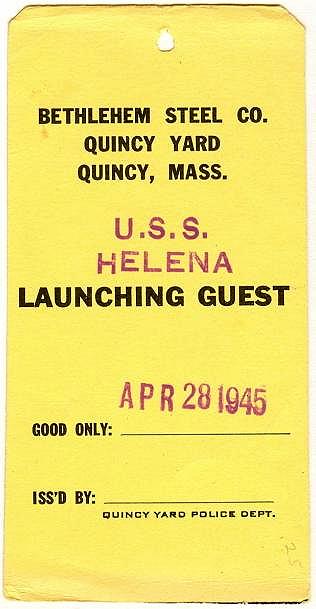 BETHLEHEM STEEL CO.
QUINCY YARD
QUINCY, MASS.
U.S.S.
HELENA
LAUNCHING GUEST
APR 28 1945
GOOD ONLY:
ISS'D BY:
QUINCY YARD POLICE DEPT.